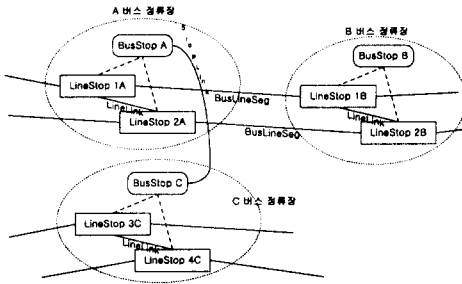 A 버스 정류장
BusStop A
StopLink
LineStop 1A
LineLink
LineStop 2A
BusLineSeg
BusLineSeg
B 버스 정류장
BusStop B
LineStop 1B
LineLink
LineStop 2B
BusStop C
C 버스 정류장
LineStop 3C
LineLink
LineStop 4C